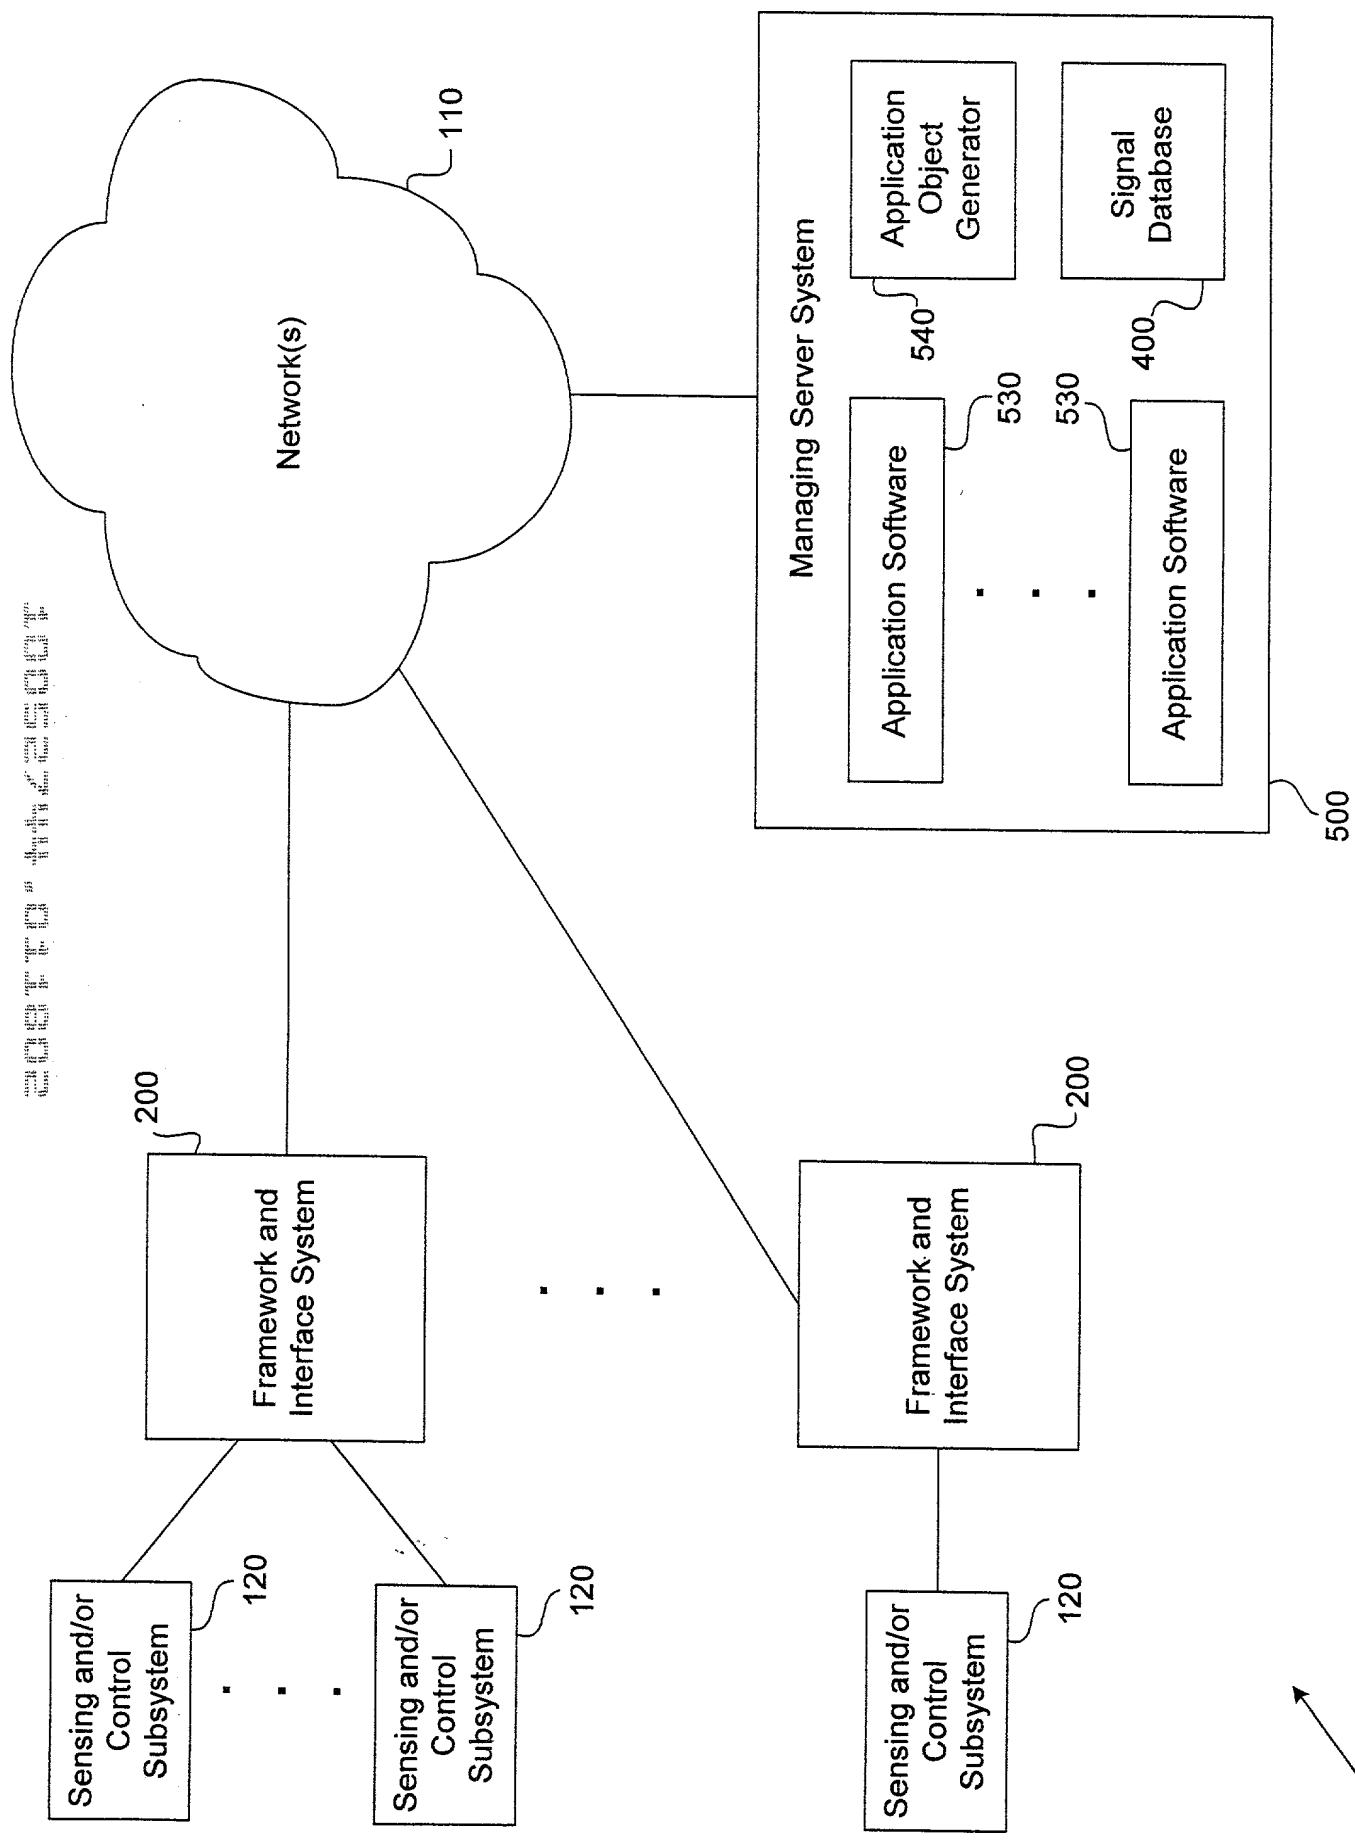 Sensing and/or
Control
Subsystem
120
Sensing and/or
Control
Subsystem
120
Sensing and/or
Control
Subsystem
120
Framework and
Interface System
200
Framework and
Interface System
200
Network(s)
110
Managing Server System
Application Software
530
530
Application Software
Application
Object
Generator
540
Signal
Database
400
500